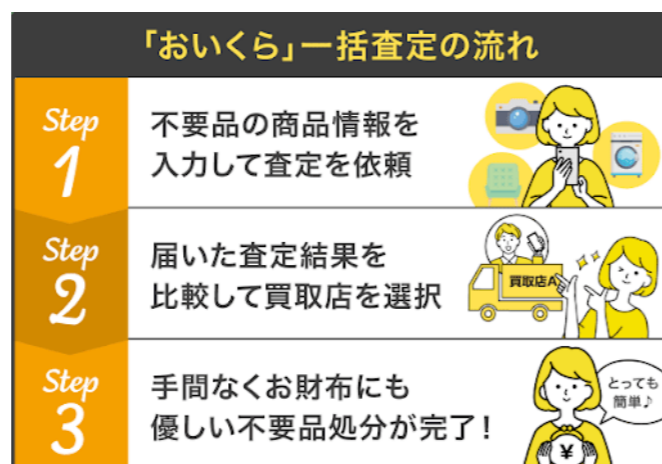 「おいくら」一括査定の流れ
Step
1
不要品の商品情報を
入力して査定を依頼
Step
2
届いた査定結果を
比較して買取店を選択
買取店A
Step
3
手間なくお財布にも
優しい不要品処分が完了！
とっても
簡単♪
¥